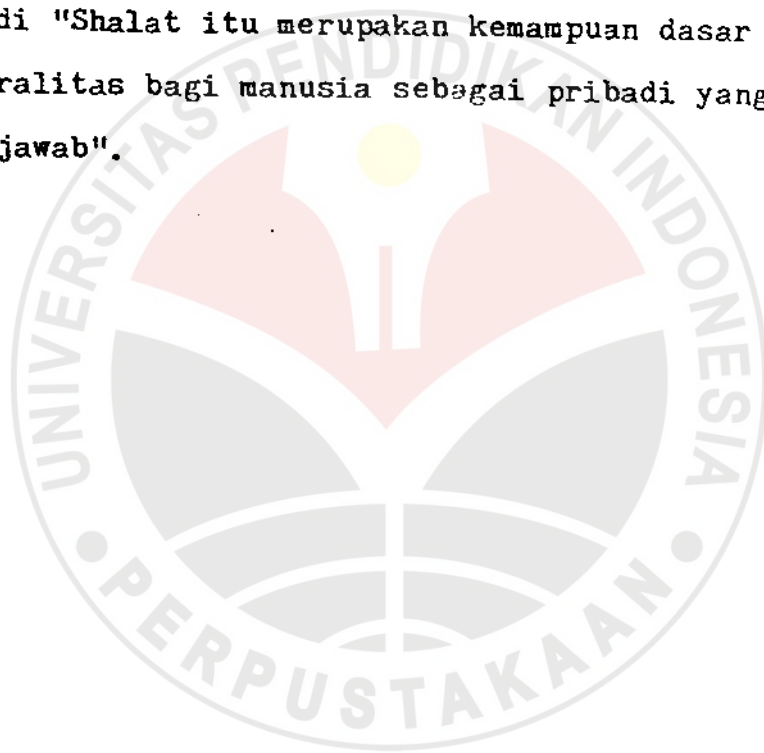 di "Shalat itu merupakan kemampuan dasar
ralitas bagi manusia sebagai pribadi yang
jawab".
UNIVERSITAS PENDIDIKAN INDONESIA
PERPUSTAKAAN